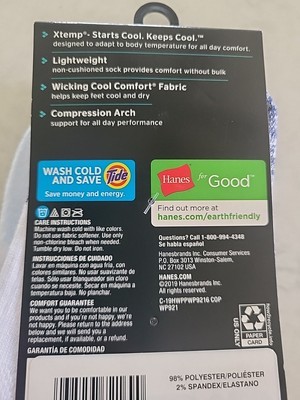 Xtemp®- Starts Cool. Keeps Cool.™
designed to adapt to body temperature for all day comfort.
Lightweight
non-cushioned sock provides comfort without bulk
Wicking Cool Comfort® Fabric
helps keep feet cool and dry
Compression Arch
support for all day performance
WASH COLD
AND SAVE
Tide
Save money and energy.
Hanes for Good™
Find out more at
hanes.com/earthfriendly
CARE INSTRUCTIONS
Machine wash cold with like colors.
Do not use fabric softener. Use only
non-chlorine bleach when needed.
Tumble dry low. Do not iron.
INSTRUCCIONES DE CUIDADO
Lavar en máquina con agua fría, con
colores similares. No usar suavizante de
telas. Sólo usar blanqueador sin cloro
cuando es necesario. Secar en máquina a
temperatura baja. No planchar.
COMFORT GUARANTEE
We want you to be comfortable in our
products and if you're not happy, we're
not happy. Please return to the address
below and we will send you a
replacement, if available, or a refund.
GARANTÍA DE COMODIDAD
Questions? Call 1-800-994-4348
Se habla español
Hanesbrands Inc. Consumer Services
P.O. Box 3013 Winston-Salem,
NC 27102 USA
HANES.COM
©2019 Hanesbrands Inc.
All rights reserved.
C-19HWPPWP9216 COP
WP921
US ONLY
PAPER
CARD
how2recycle.info
98% POLYESTER/POLIÉSTER
2% SPANDEX/ELASTANO